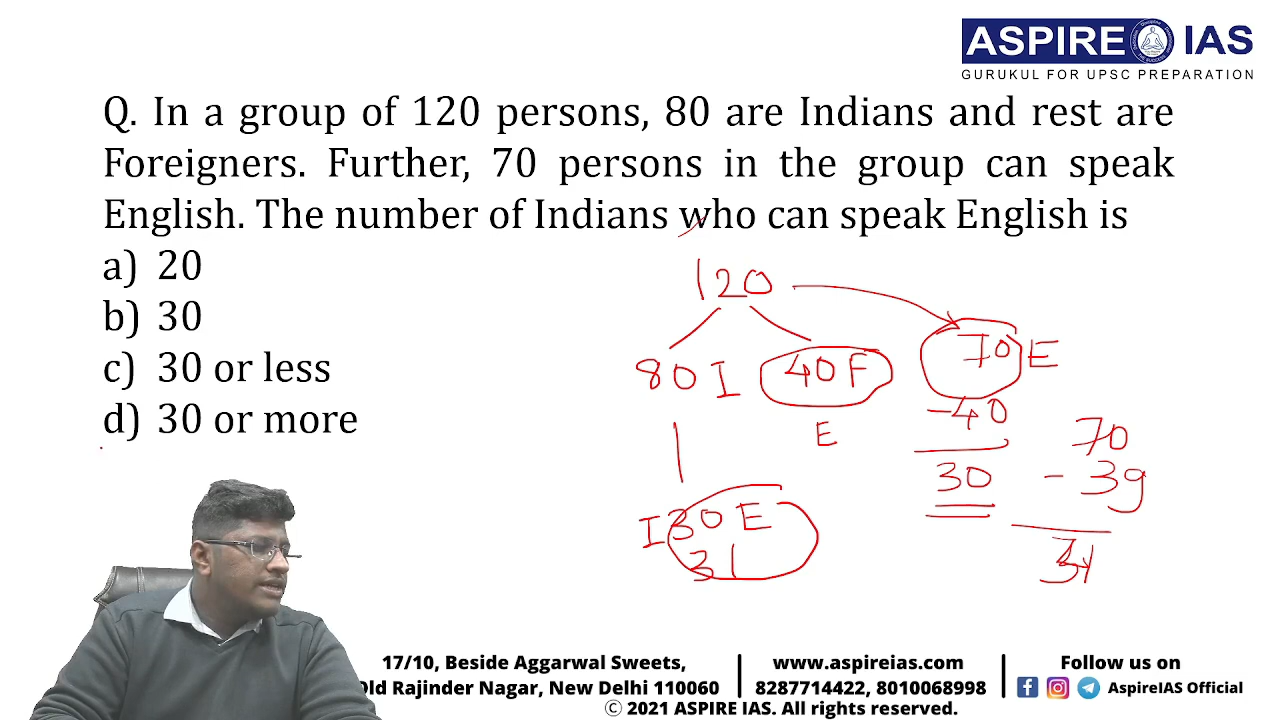 ASPIRE IAS
GURUKUL FOR UPSC PREPARATION
Q. In a group of 120 persons, 80 are Indians and rest are
Foreigners. Further, 70 persons in the group can speak
English. The number of Indians who can speak English is
a) 20
b) 30
c) 30 or less
d) 30 or more
120
80 I 40 F 70 E
E
-40
30
70
- 39
31
I 30 E
31
17/10, Beside Aggarwal Sweets,
Old Rajinder Nagar, New Delhi 110060
www.aspireias.com
8287714422, 8010068998
Follow us on
AspireIAS Official
Ⓒ 2021 ASPIRE IAS. All rights reserved.